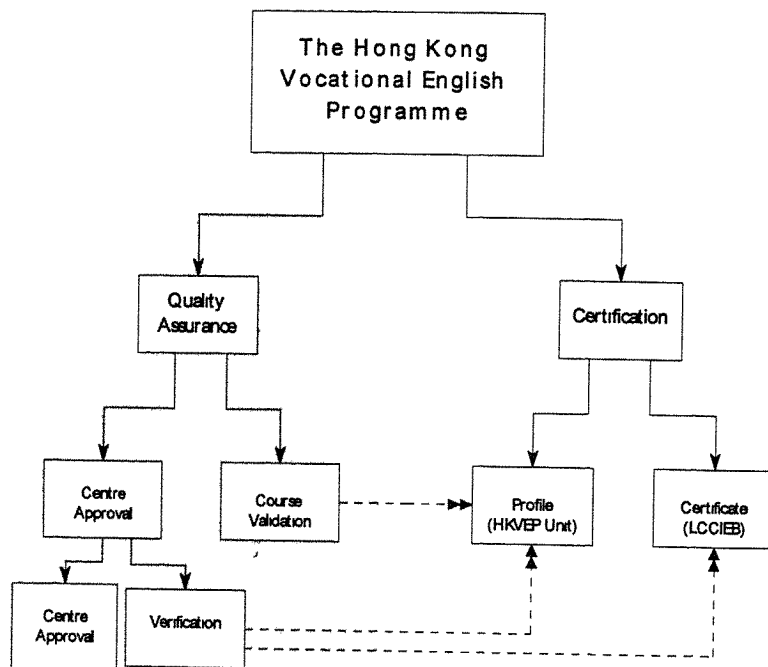 The Hong Kong
Vocational English
Programme
Quality
Assurance
Certification
Centre
Approval
Course
Validation
Profile
(HKVEP Unit)
Certificate
(LCCIEB)
Centre
Approval
Verification